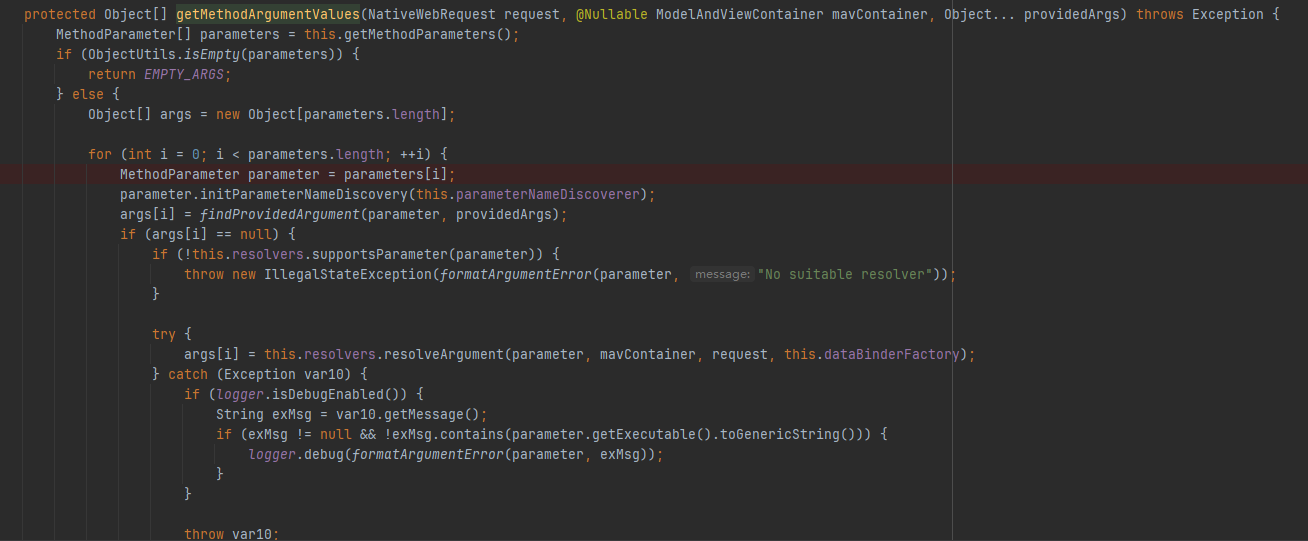 protected Object[] getMethodArgumentValues(NativeWebRequest request, @Nullable ModelAndViewContainer mavContainer, Object... providedArgs) throws Exception {
    MethodParameter[] parameters = this.getMethodParameters();
    if (ObjectUtils.isEmpty(parameters)) {
        return EMPTY_ARGS;
    } else {
        Object[] args = new Object[parameters.length];

        for (int i = 0; i < parameters.length; ++i) {
            MethodParameter parameter = parameters[i];
            parameter.initParameterNameDiscovery(this.parameterNameDiscoverer);
            args[i] = findProvidedArgument(parameter, providedArgs);
            if (args[i] == null) {
                if (!this.resolvers.supportsParameter(parameter)) {
                    throw new IllegalStateException(formatArgumentError(parameter, message: "No suitable resolver"));
                }

                try {
                    args[i] = this.resolvers.resolveArgument(parameter, mavContainer, request, this.dataBinderFactory);
                } catch (Exception var10) {
                    if (logger.isDebugEnabled()) {
                        String exMsg = var10.getMessage();
                        if (exMsg != null && !exMsg.contains(parameter.getExecutable().toGenericString())) {
                            logger.debug(formatArgumentError(parameter, exMsg));
                        }
                    }

                    throw var10;